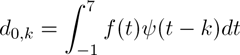 d_{0,k} = \int_{-1}^{7} f(t)\psi(t-k)dt